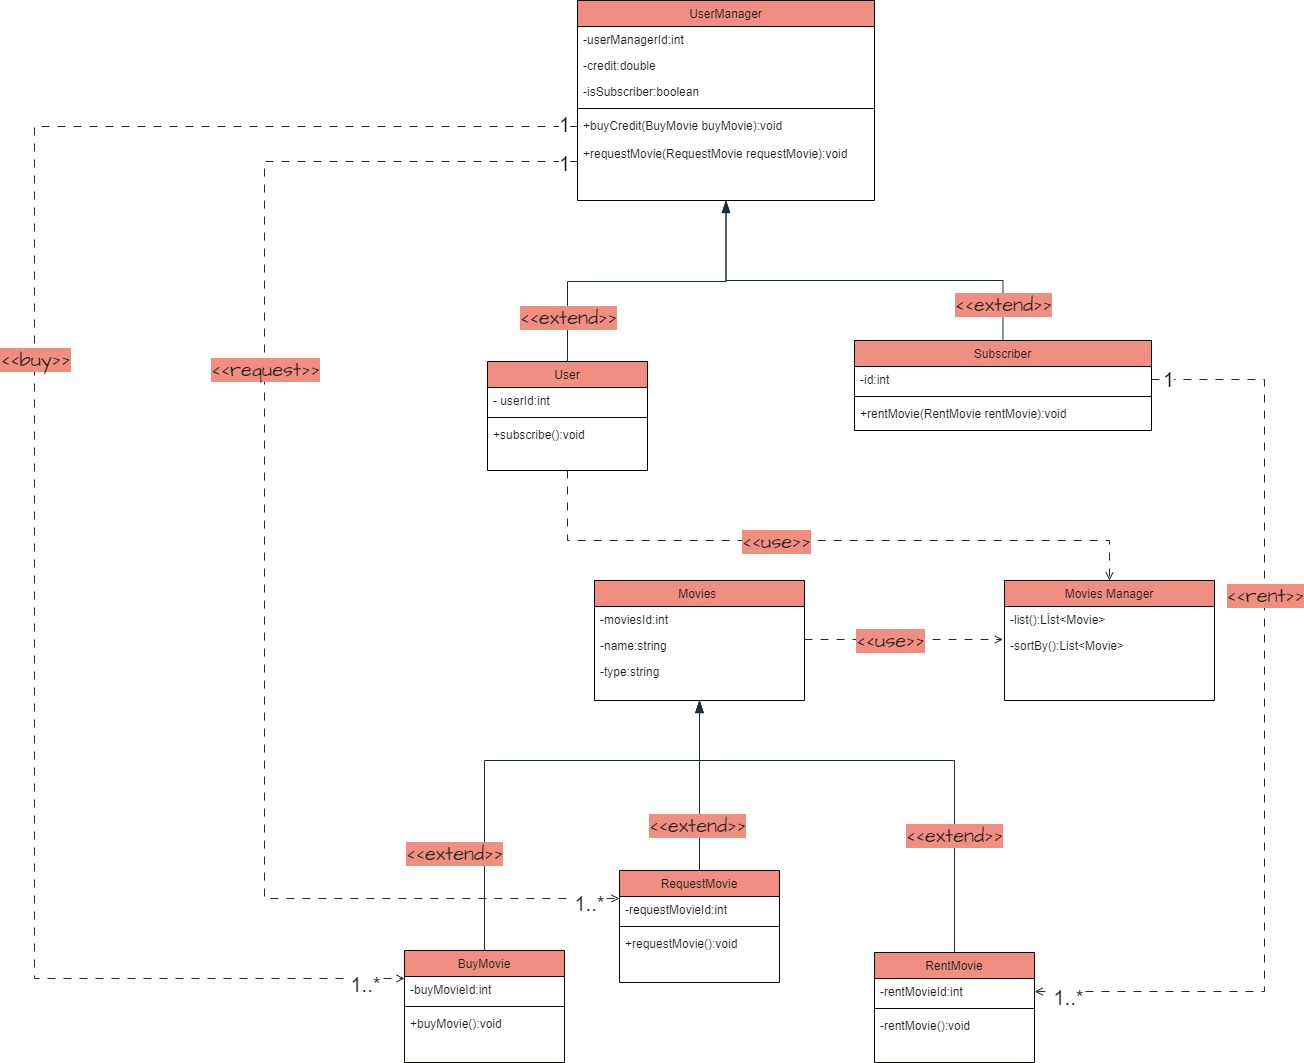 UserManager
-userManagerId:int
-credit:double
-isSubscriber:boolean
+buyCredit(BuyMovie buyMovie):void
+requestMovie(RequestMovie requestMovie):void
1
1
<<extend>>
<<extend>>
<<buy>>
<<request>>
User
- userId:int
+subscribe():void
Subscriber
-id:int
+rentMovie(RentMovie rentMovie):void
1
<<use>>
Movies
-moviesId:int
-name:string
-type:string
<<use>>
Movies Manager
-list():Lİst<Movie>
-sortBy():List<Movie>
<<rent>>
<<extend>>
<<extend>>
<<extend>>
RequestMovie
-requestMovieId:int
+requestMovie():void
1..*
BuyMovie
-buyMovieId:int
+buyMovie():void
1..*
RentMovie
-rentMovieId:int
-rentMovie():void
1..*